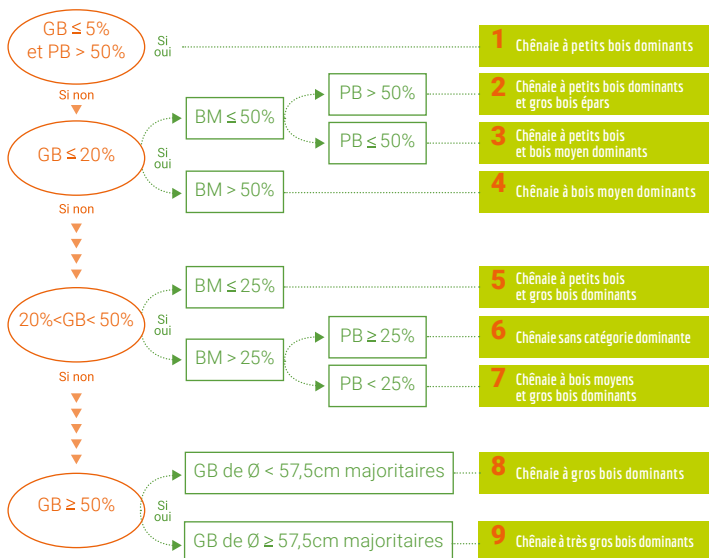 GB ≤ 5%
et PB > 50%
Si
oui
1 Chênaie à petits bois dominants
Si non
GB ≤ 20%
Si
oui
BM ≤ 50%
PB > 50%
2 Chênaie à petits bois dominants
et gros bois épars
PB ≤ 50%
3 Chênaie à petits bois
et bois moyen dominants
BM > 50%
4 Chênaie à bois moyen dominants
Si non
20%<GB< 50%
Si
oui
BM ≤ 25%
5 Chênaie à petits bois
et gros bois dominants
BM > 25%
PB ≥ 25%
6 Chênaie sans catégorie dominante
PB < 25%
7 Chênaie à bois moyens
et gros bois dominants
Si non
GB ≥ 50%
Si
oui
GB de Ø < 57,5cm majoritaires
8 Chênaie à gros bois dominants
GB de Ø ≥ 57,5cm majoritaires
9 Chênaie à très gros bois dominants